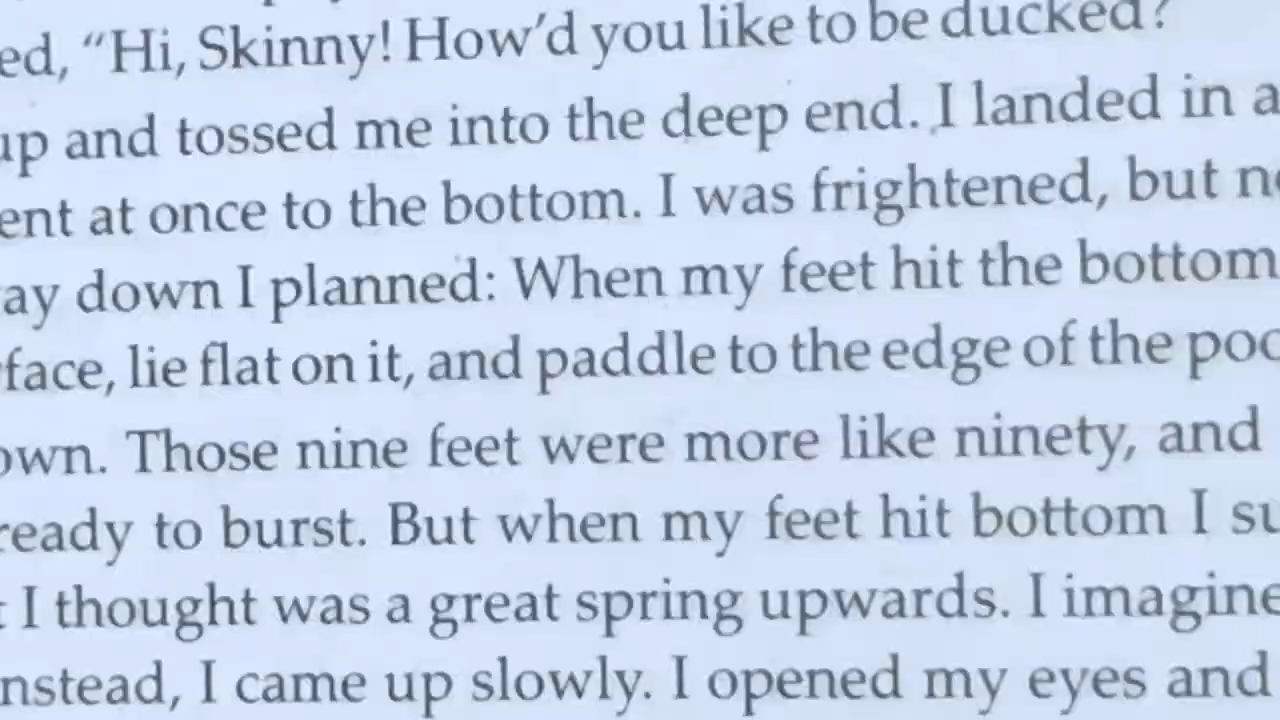 ed, “Hi, Skinny! How’d you like to be ducked?
up and tossed me into the deep end. I landed in a
ent at once to the bottom. I was frightened, but no
ay down I planned: When my feet hit the bottom
face, lie flat on it, and paddle to the edge of the poo
own. Those nine feet were more like ninety, and
ready to burst. But when my feet hit bottom I su
I thought was a great spring upwards. I imagine
nstead, I came up slowly. I opened my eyes and